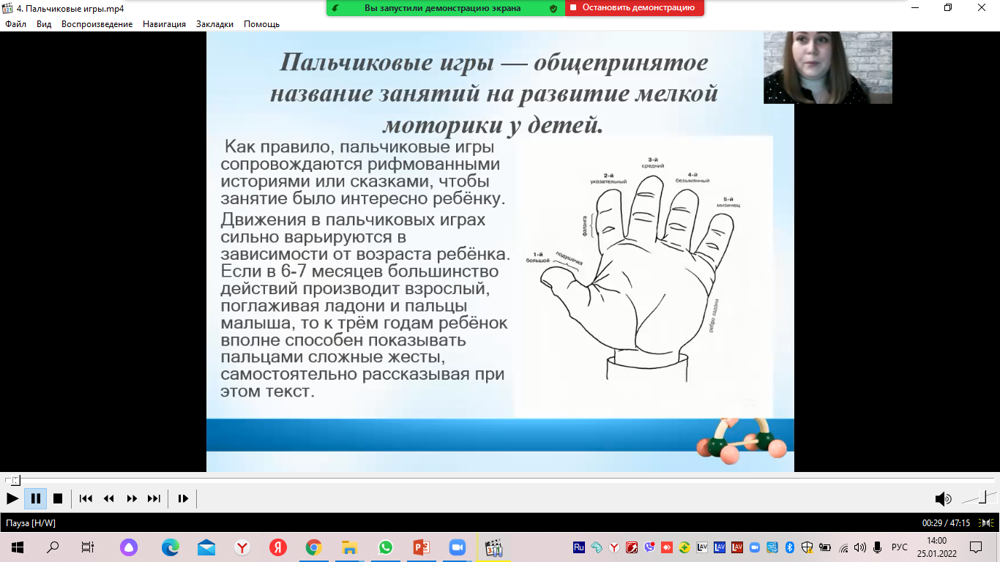 4. Пальчиковые игры.mp4
Вы запустили демонстрацию экрана
Остановить демонстрацию
Файл Вид Воспроизведение Навигация Закладки Помощь
Пальчиковые игры — общепринятое
название занятий на развитие мелкой
моторики у детей.
Как правило, пальчиковые игры
сопровождаются рифмованными
историями или сказками, чтобы
занятие было интересно ребёнку.
Движения в пальчиковых играх
сильно варьируются в
зависимости от возраста ребёнка.
Если в 6-7 месяцев большинство
действий производит взрослый,
поглаживая ладони и пальцы
малыша, то к трём годам ребёнок
вполне способен показывать
пальцами сложные жесты,
самостоятельно рассказывая при
этом текст.
3-й
средний
2-й
указательный
4-й
безымянный
5-й
мизинец
фаланга
1-й
большой
подушечка
ребро ладони
Пауза [H/W]
00:29 / 47:15
Ru
LAV
LAV
LAV
РУС
14:00
25.01.2022